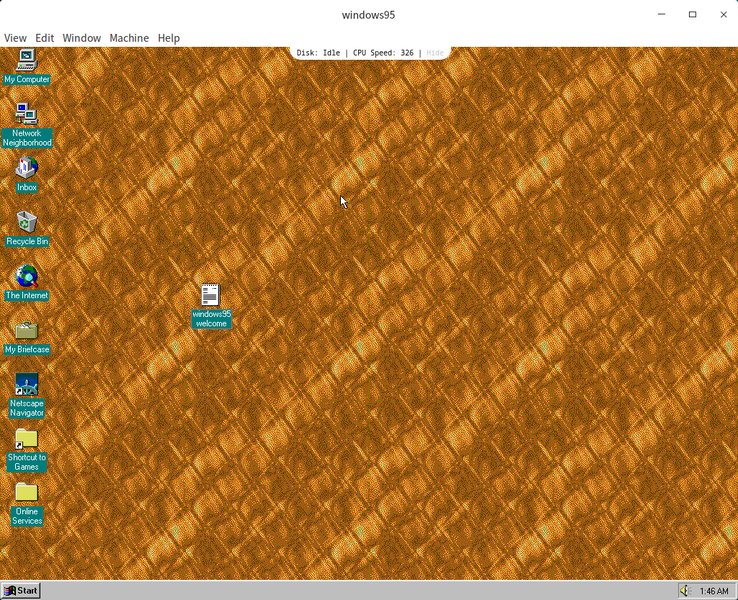 windows95
View Edit Window Machine Help
Disk: Idle | CPU Speed: 326 | Hide
My Computer
Network
Neighborhood
Inbox
Recycle Bin
The Internet
windows95
welcome
My Briefcase
Netscape
Navigator
Shortcut to
Games
Online
Services
Start
1:46 AM